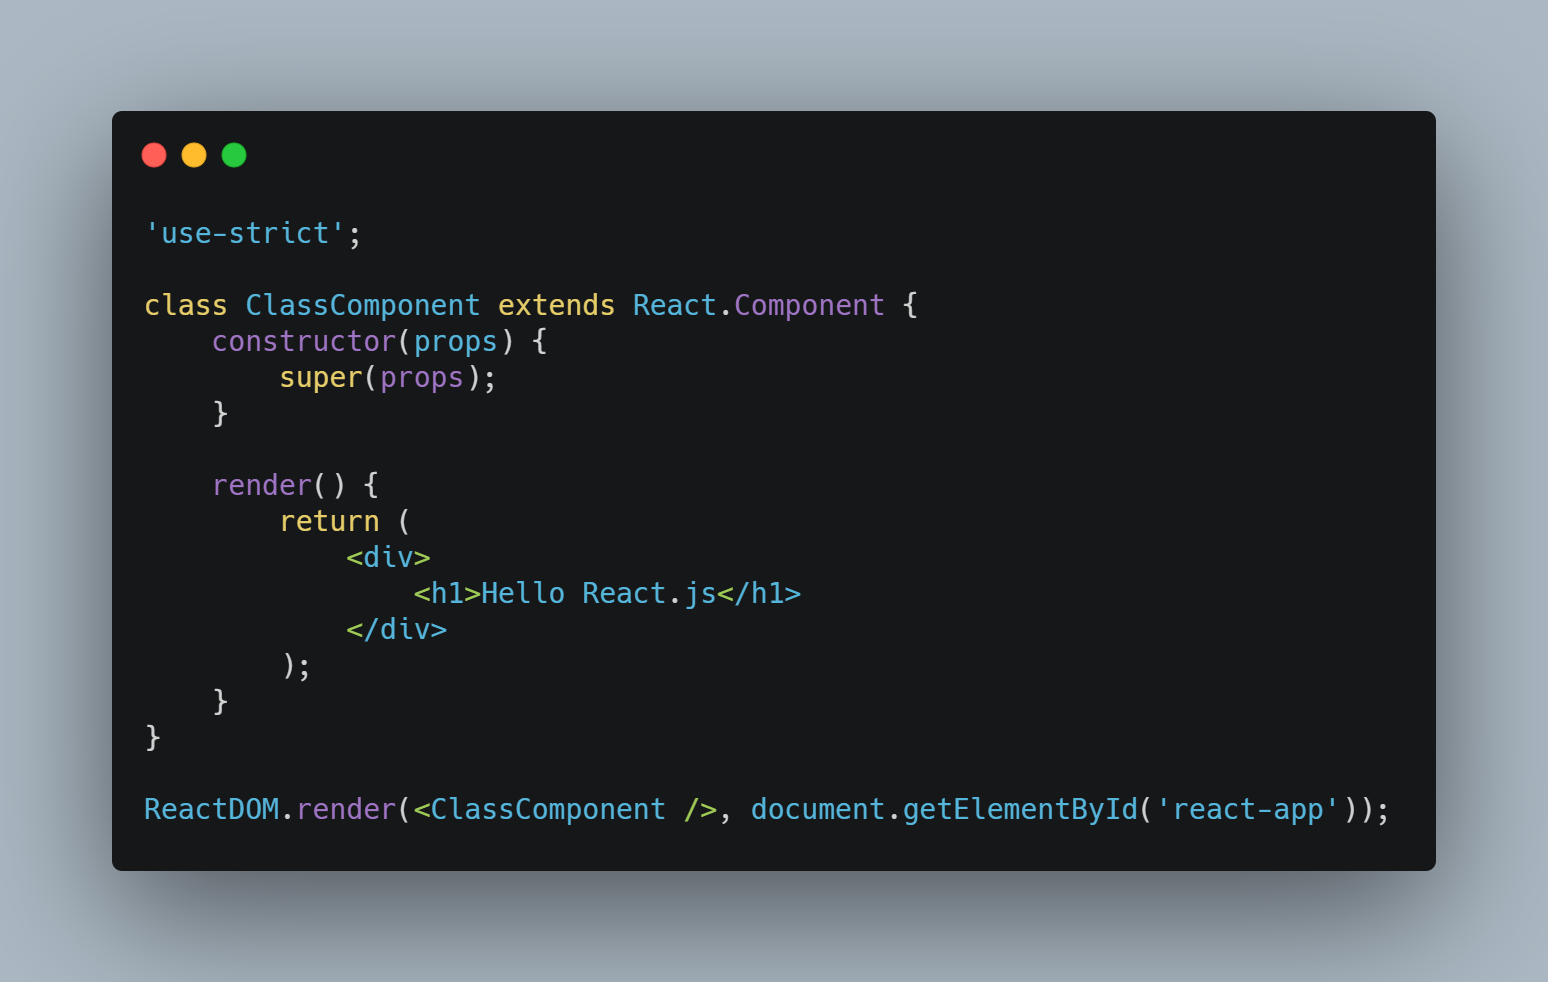 'use-strict';

class ClassComponent extends React.Component {
    constructor(props) {
        super(props);
    }

    render() {
        return (
            <div>
                <h1>Hello React.js</h1>
            </div>
        );
    }
}

ReactDOM.render(<ClassComponent />, document.getElementById('react-app'));